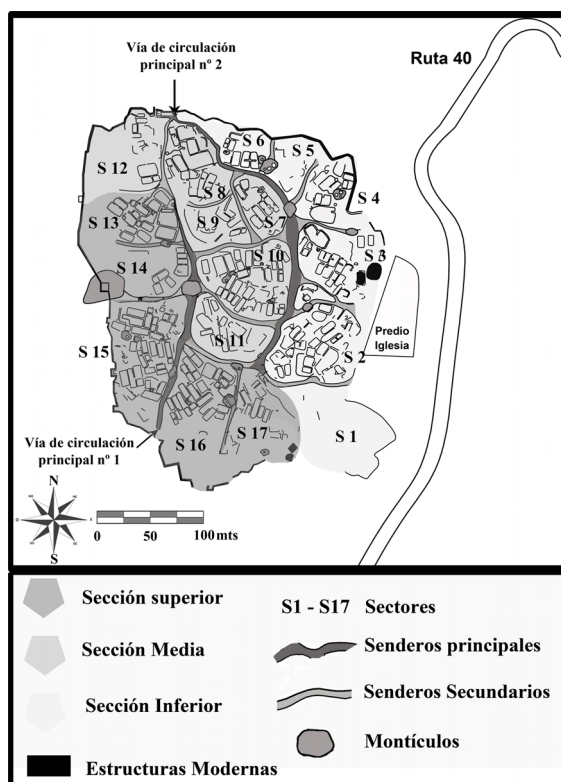 Vía de circulación
principal nº 2
Ruta 40
S 6
S 5
S 12
S 4
S 8
S 13
S 9
S 7
S 3
S 10
S 14
Predio
Iglesia
S 11
S 2
S 15
S 1
S 17
S 16
Vía de circulación
principal nº 1
N
S
0 50 100 mts
Sección superior
Sección Media
Sección Inferior
Estructuras Modernas
S1 - S17 Sectores
Senderos principales
Senderos Secundarios
Montículos